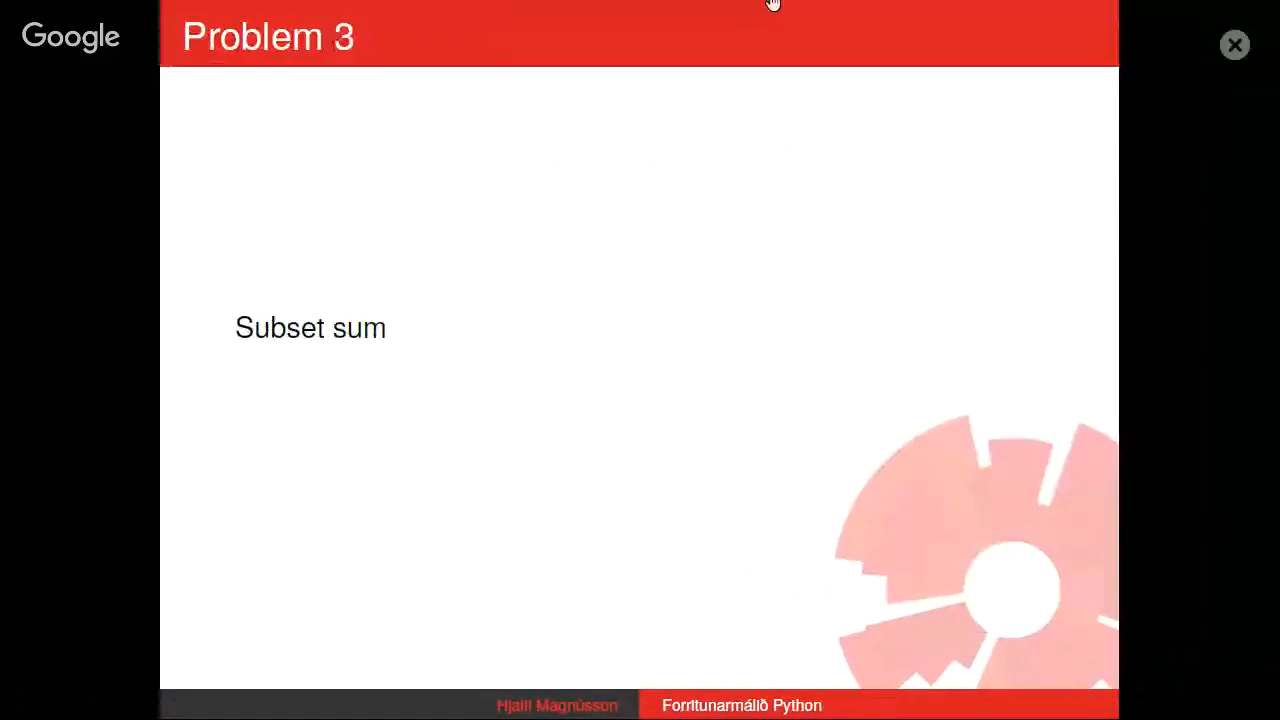 Google
Problem 3
Subset sum
Hjalti Magnússon
Forritunarmálið Python